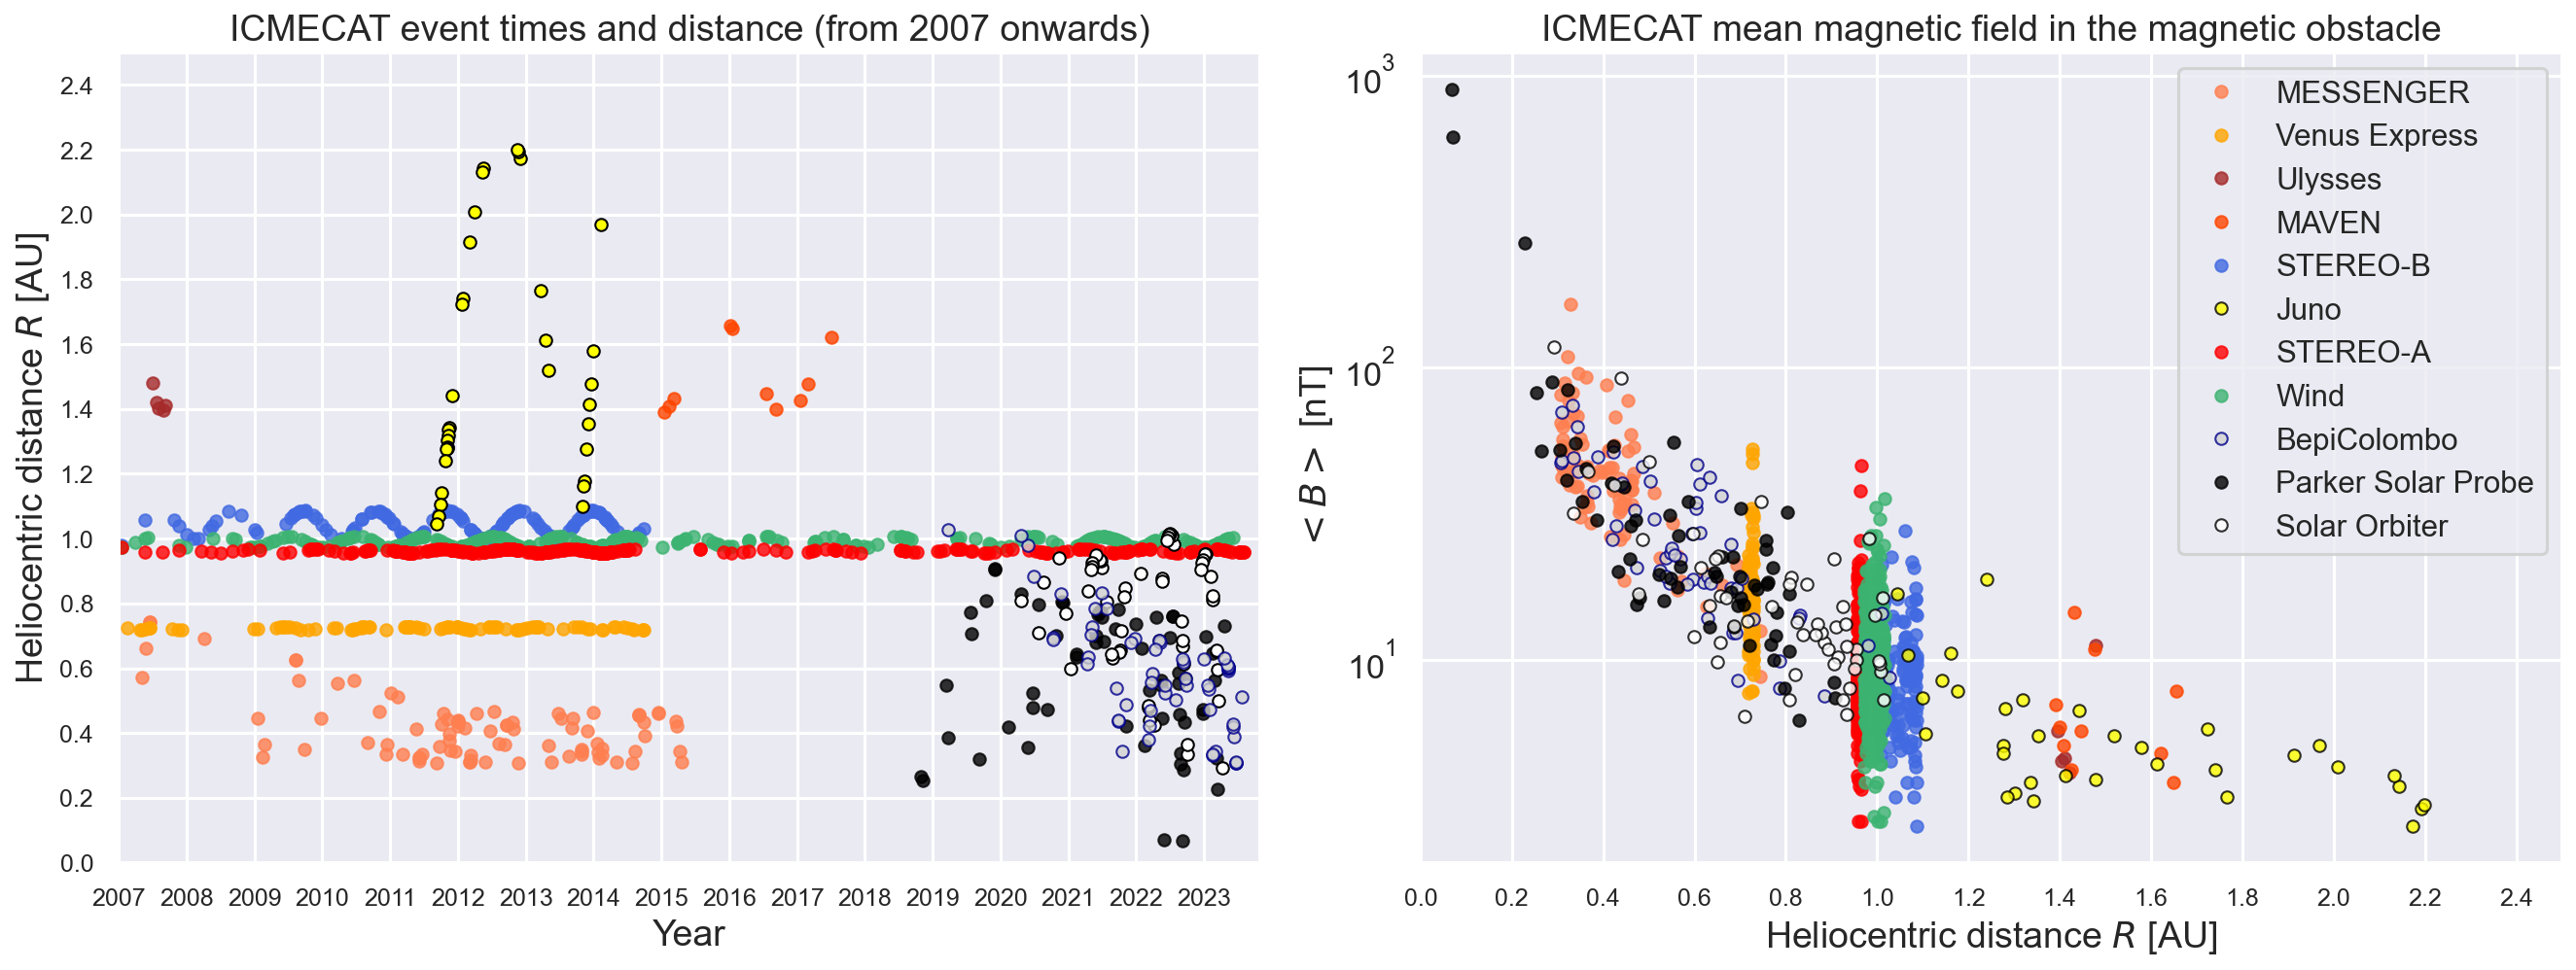 ICMECAT event times and distance (from 2007 onwards)
Heliocentric distance R [AU]
2.4
2.2
2.0
1.8
1.6
1.4
1.2
1.0
0.8
0.6
0.4
0.2
0.0
2007 2008 2009 2010 2011 2012 2013 2014 2015 2016 2017 2018 2019 2020 2021 2022 2023
Year
ICMECAT mean magnetic field in the magnetic obstacle
< B > [nT]
10³
10²
10¹
MESSENGER
Venus Express
Ulysses
MAVEN
STEREO-B
Juno
STEREO-A
Wind
BepiColombo
Parker Solar Probe
Solar Orbiter
0.0 0.2 0.4 0.6 0.8 1.0 1.2 1.4 1.6 1.8 2.0 2.2 2.4
Heliocentric distance R [AU]